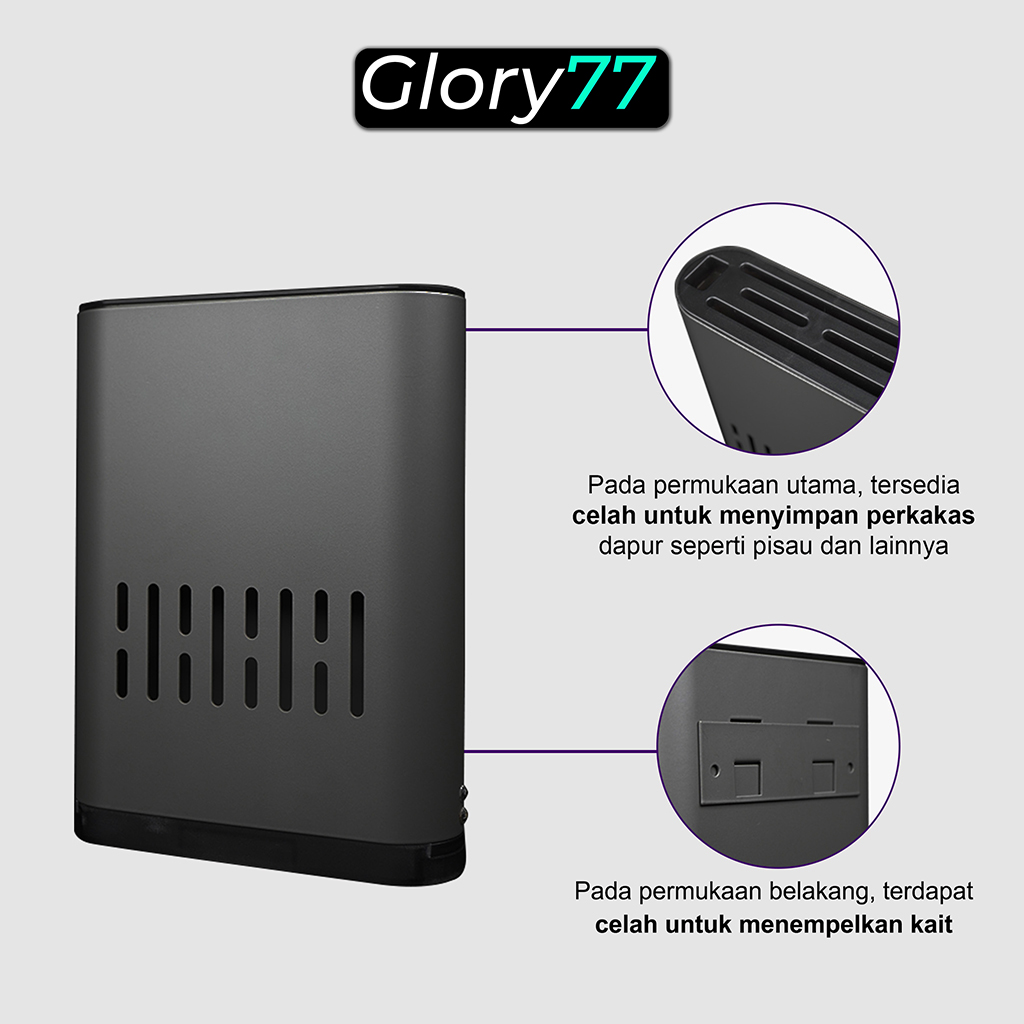 Glory77
Pada permukaan utama, tersedia
celah untuk menyimpan perkakas
dapur seperti pisau dan lainnya
Pada permukaan belakang, terdapat
celah untuk menempelkan kait